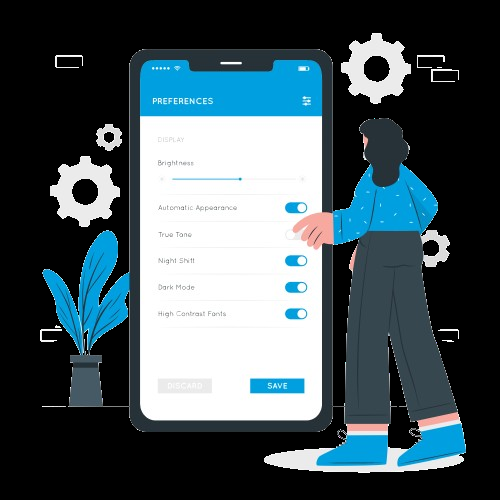 PREFERENCES
DISPLAY
Brightness
Automatic Appearance
True Tone
Night Shift
Dark Mode
High Contrast Fonts
DISCARD
SAVE